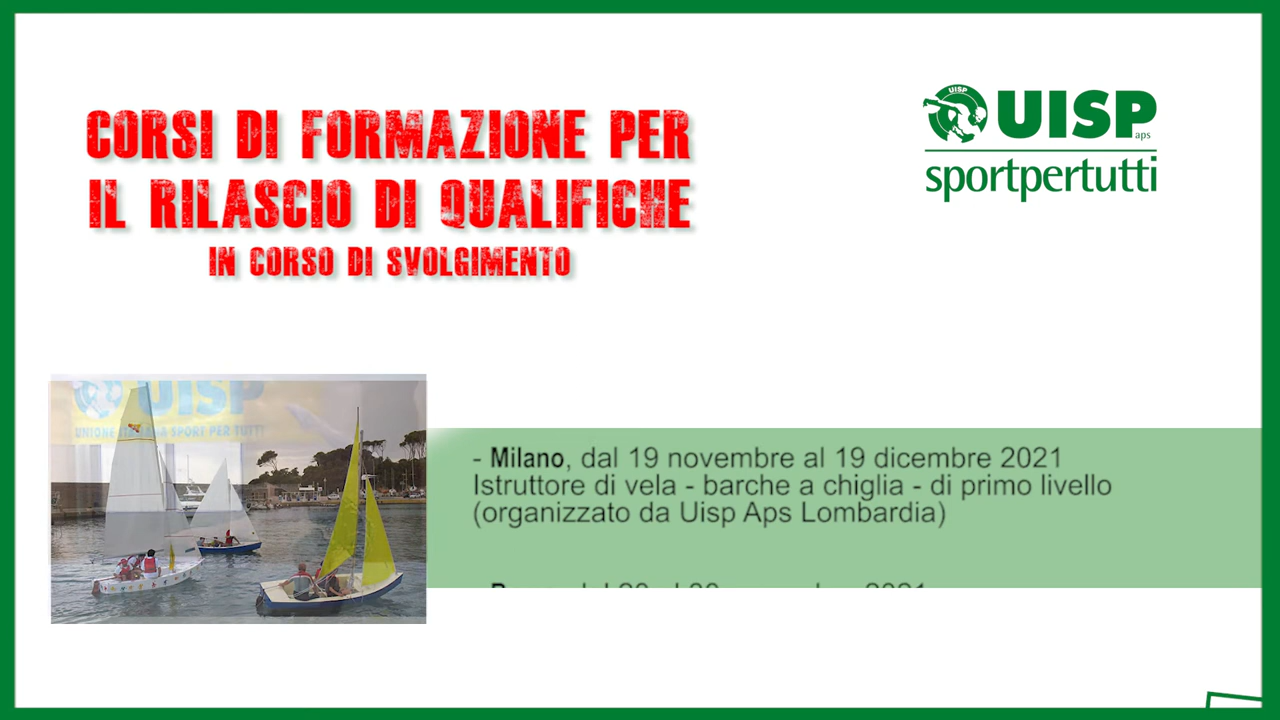 CORSI DI FORMAZIONE PER
IL RILASCIO DI QUALIFICHE
IN CORSO DI SVOLGIMENTO
UISP
UISP
aps
sportpertutti
UISP
UNIONE ITALIANA SPORT PER TUTTI
- Milano, dal 19 novembre al 19 dicembre 2021
Istruttore di vela - barche a chiglia - di primo livello
(organizzato da Uisp Aps Lombardia)
2021